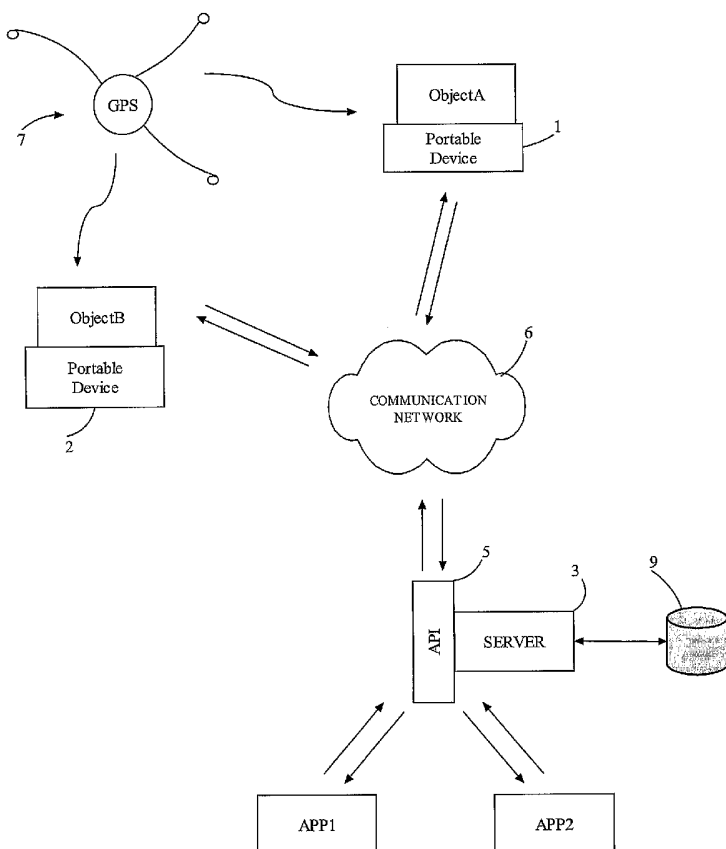 GPS
7
ObjectA
Portable
Device
1
ObjectB
Portable
Device
2
6
COMMUNICATION
NETWORK
5
3
9
API
SERVER
APP1
APP2